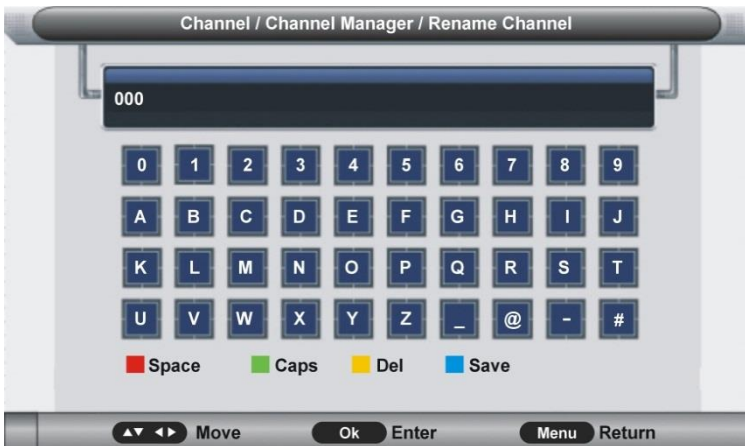 Channel / Channel Manager / Rename Channel
000
0 1 2 3 4 5 6 7 8 9
A B C D E F G H I J
K L M N O P Q R S T
U V W X Y Z _ @ - #
Space Caps Del Save
▲▼ ◀▶ Move Ok Enter Menu Return